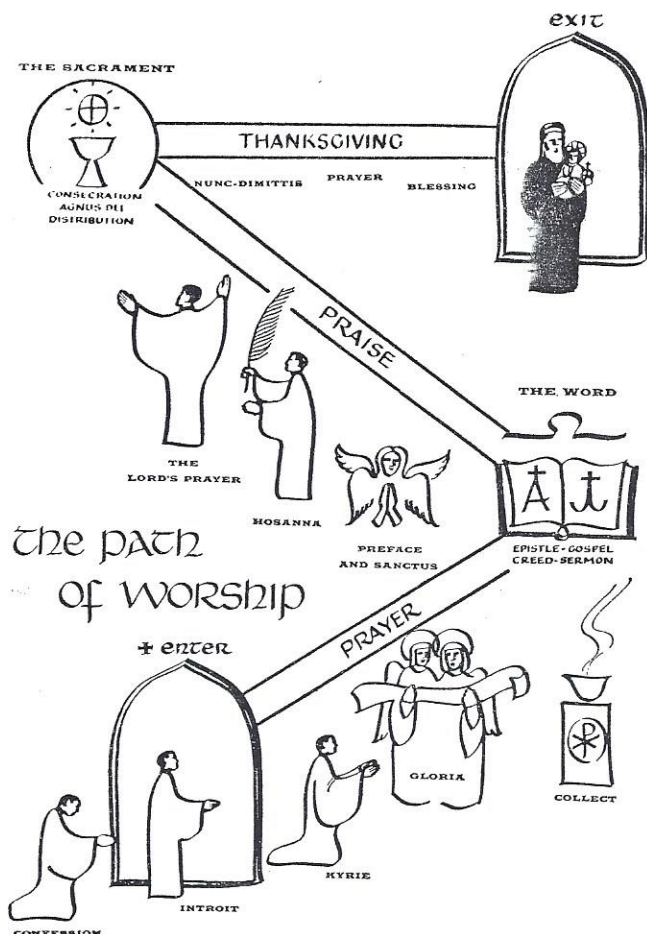 exit
THE SACRAMENT
THANKSGIVING
NUNC-DIMITTIS PRAYER BLESSING
CONSECRATION
AGNUS DEI
DISTRIBUTION
PRAISE
THE WORD
THE
LORD'S PRAYER
HOSANNA
PREFACE
AND SANCTUS
EPISTLE-GOSPEL
CREED-SERMON
the path
of worship
enter
PRAYER
GLORIA
COLLECT
KYRIE
INTROIT
CONFESSION